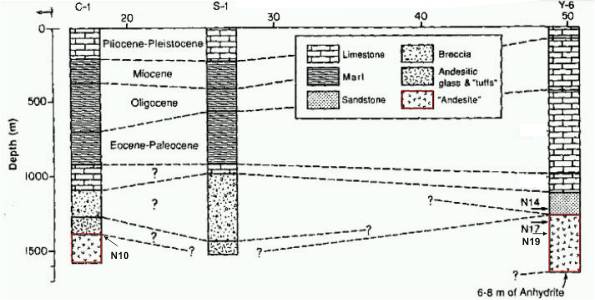 C-1 S-1 Y-6
20 30 40 50
0
500
1000
1500
Depth (m)
Pliocene-Pleistocene
Miocene
Oligocene
Eocene-Paleocene
Limestone
Marl
Sandstone
Breccia
Andesitic
glass & "tuffs"
"Andesite"
?
?
?
?
?
?
?
?
N10
N14
N17
N19
6-8 m of Anhydrite